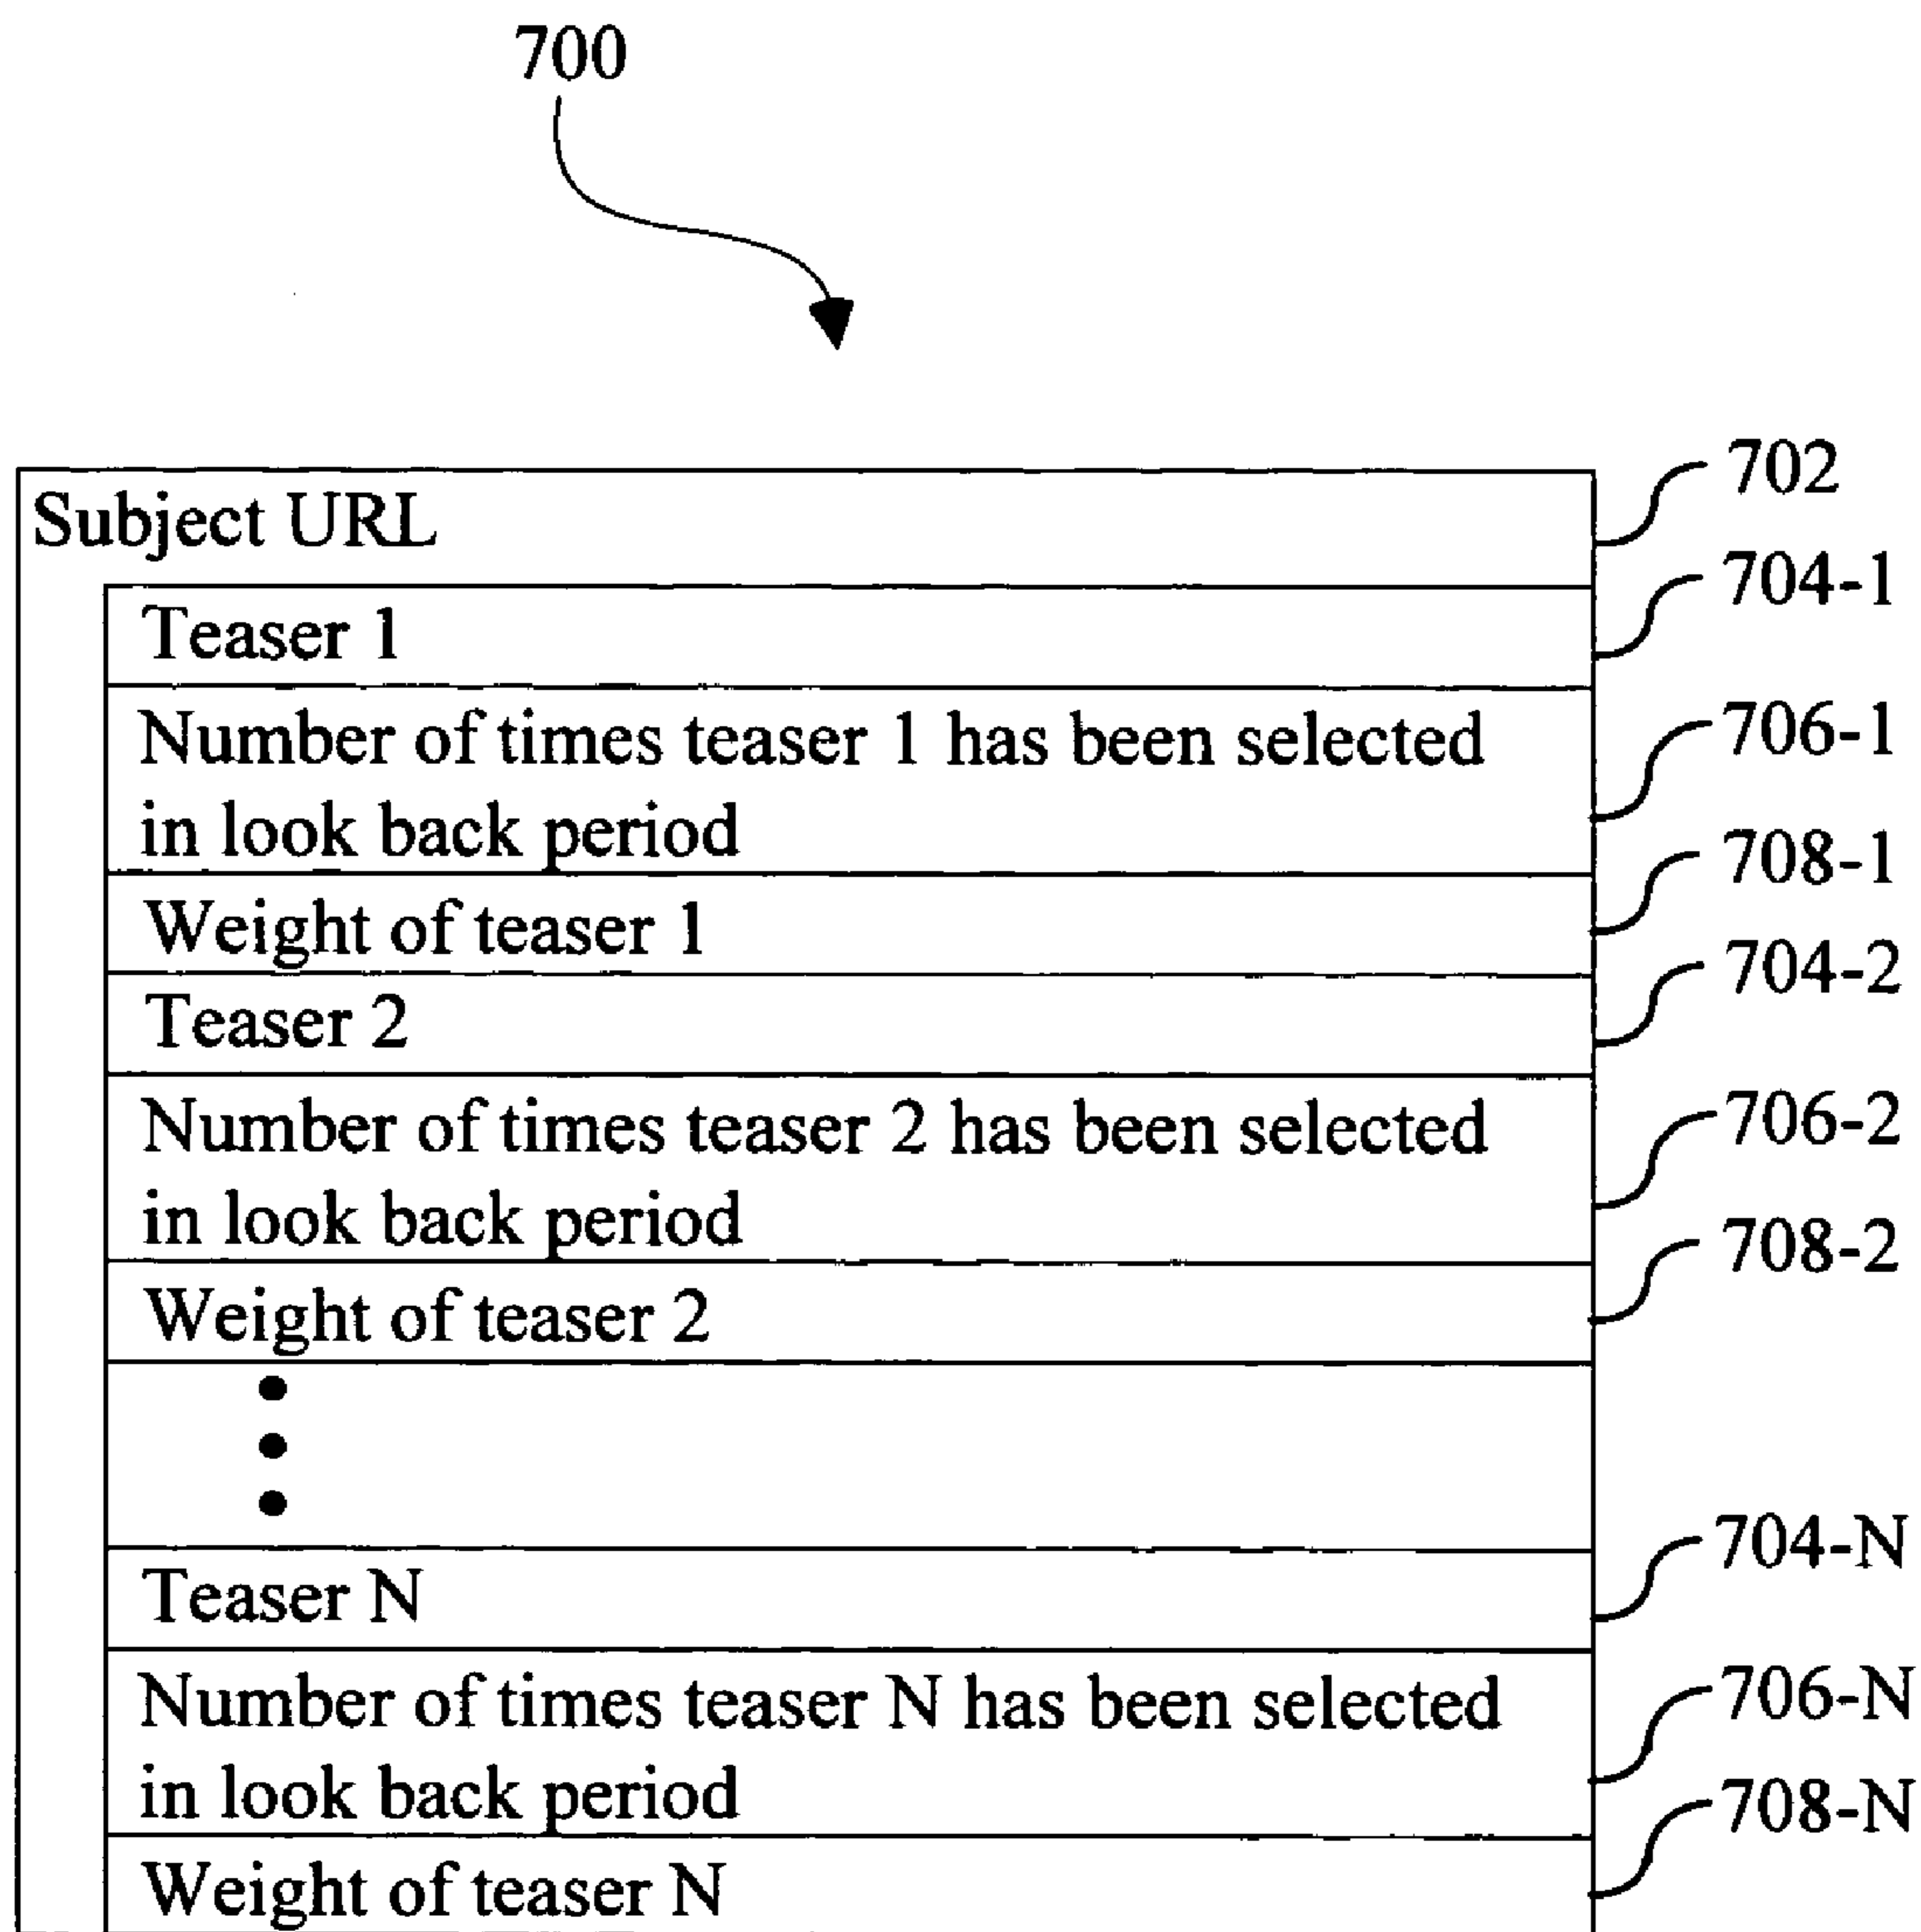 700
Subject URL
702
Teaser 1
704-1
Number of times teaser 1 has been selected
in look back period
706-1
Weight of teaser 1
708-1
Teaser 2
704-2
Number of times teaser 2 has been selected
in look back period
706-2
Weight of teaser 2
708-2
Teaser N
704-N
Number of times teaser N has been selected
in look back period
706-N
Weight of teaser N
708-N